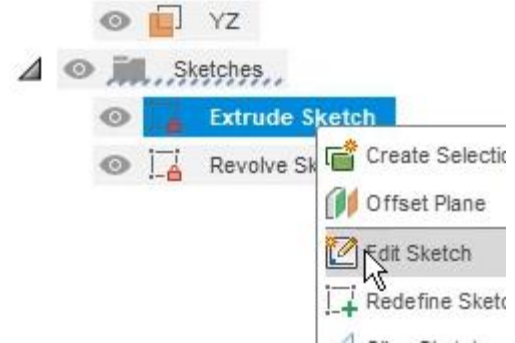 YZ
Sketches
Extrude Sketch
Revolve Sk
Create Selectio
Offset Plane
Edit Sketch
Redefine Sketc